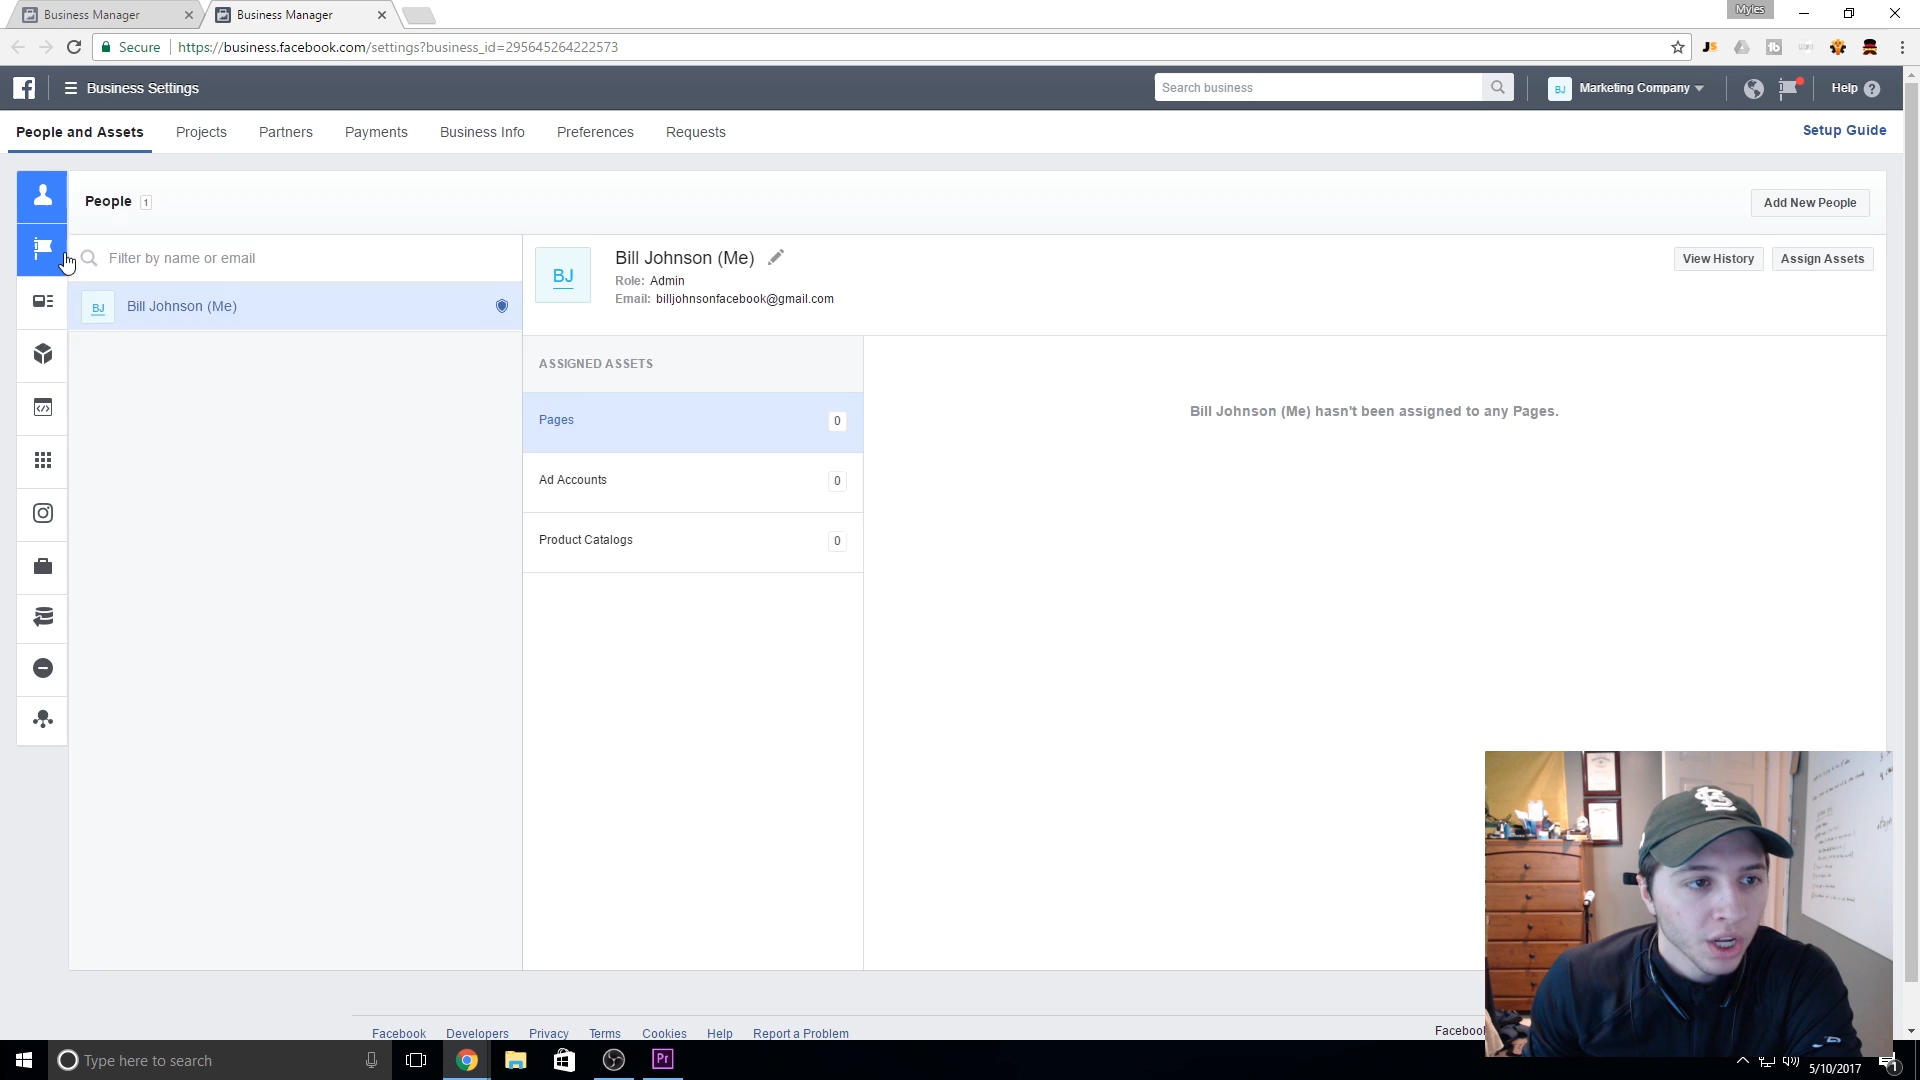 Business Manager
Business Manager
Myles
Secure
https://business.facebook.com/settings?business_id=295645264222573
JS
Business Settings
Search business
BJ
Marketing Company
Help ?
People and Assets
Projects
Partners
Payments
Business Info
Preferences
Requests
Setup Guide
People 1
Add New People
Filter by name or email
BJ
Bill Johnson (Me)
BJ
Bill Johnson (Me)
Role: Admin
Email: billjohnsonfacebook@gmail.com
View History
Assign Assets
ASSIGNED ASSETS
Pages 0
Ad Accounts 0
Product Catalogs 0
Bill Johnson (Me) hasn't been assigned to any Pages.
Facebook
Developers
Privacy
Terms
Cookies
Help
Report a Problem
Type here to search
Pr
5/10/2017
1